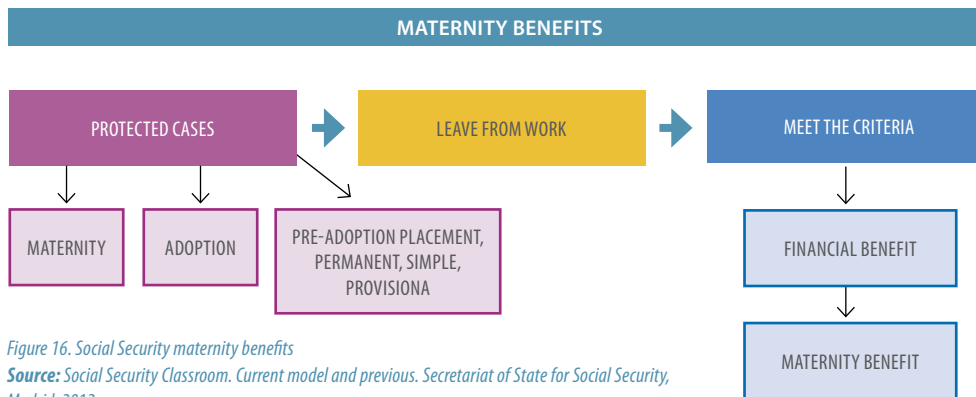 MATERNITY BENEFITS
PROTECTED CASES
LEAVE FROM WORK
MEET THE CRITERIA
MATERNITY
ADOPTION
PRE-ADOPTION PLACEMENT,
PERMANENT, SIMPLE,
PROVISIONA
FINANCIAL BENEFIT
MATERNITY BENEFIT
Figure 16. Social Security maternity benefits
Source: Social Security Classroom. Current model and previous. Secretariat of State for Social Security,